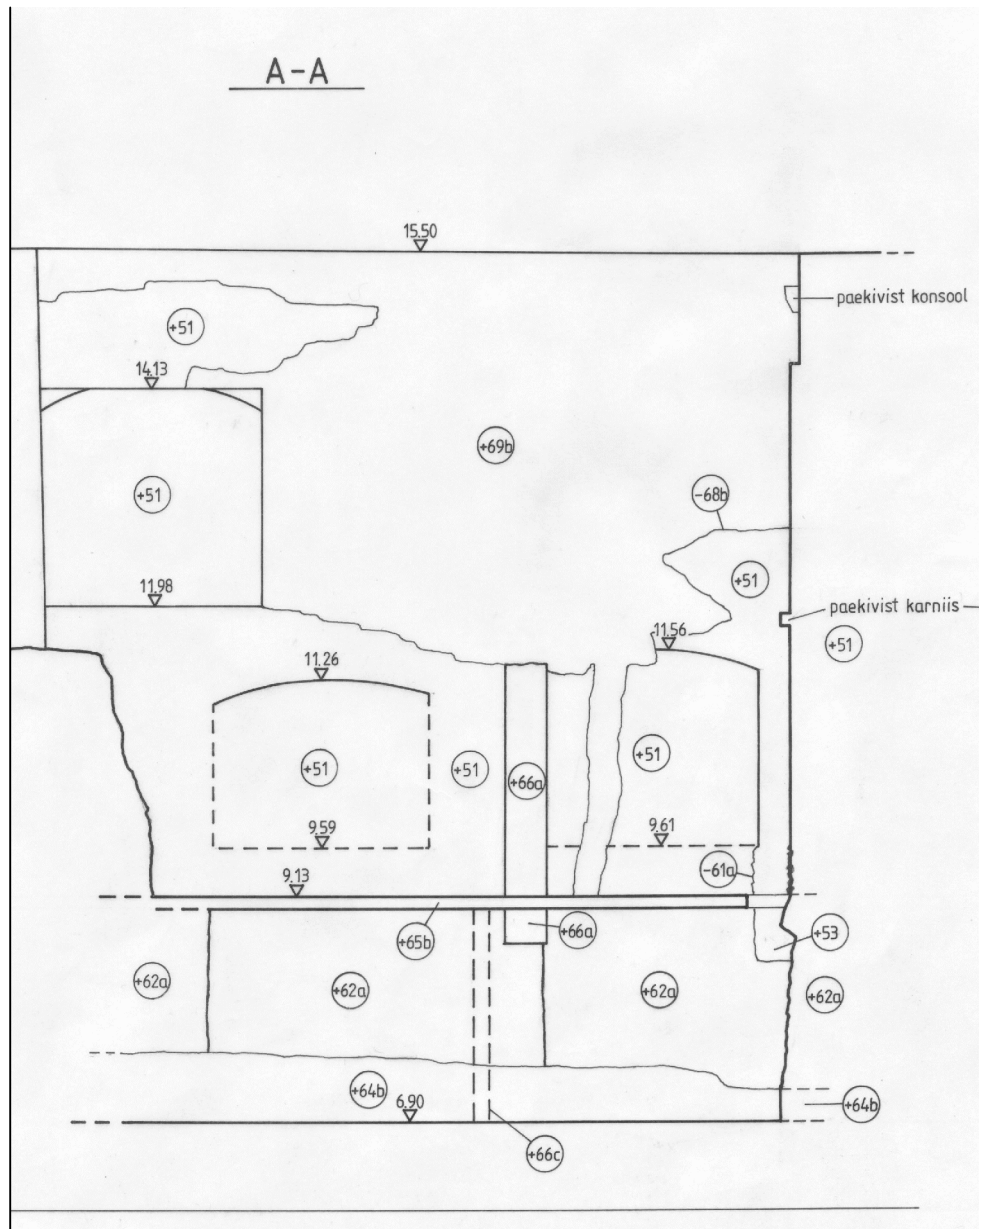 A-A
15.50
paekivist konsool
+51
14.13
+69b
-68b
+51
+51
11.98
paekivist karniis
11.56
+51
11.26
+51
+51
+66a
+51
9.59
9.61
-61a
9.13
+66a
+53
+65b
+62a
+62a
+62a
+62a
+64b
6.90
+64b
+66c